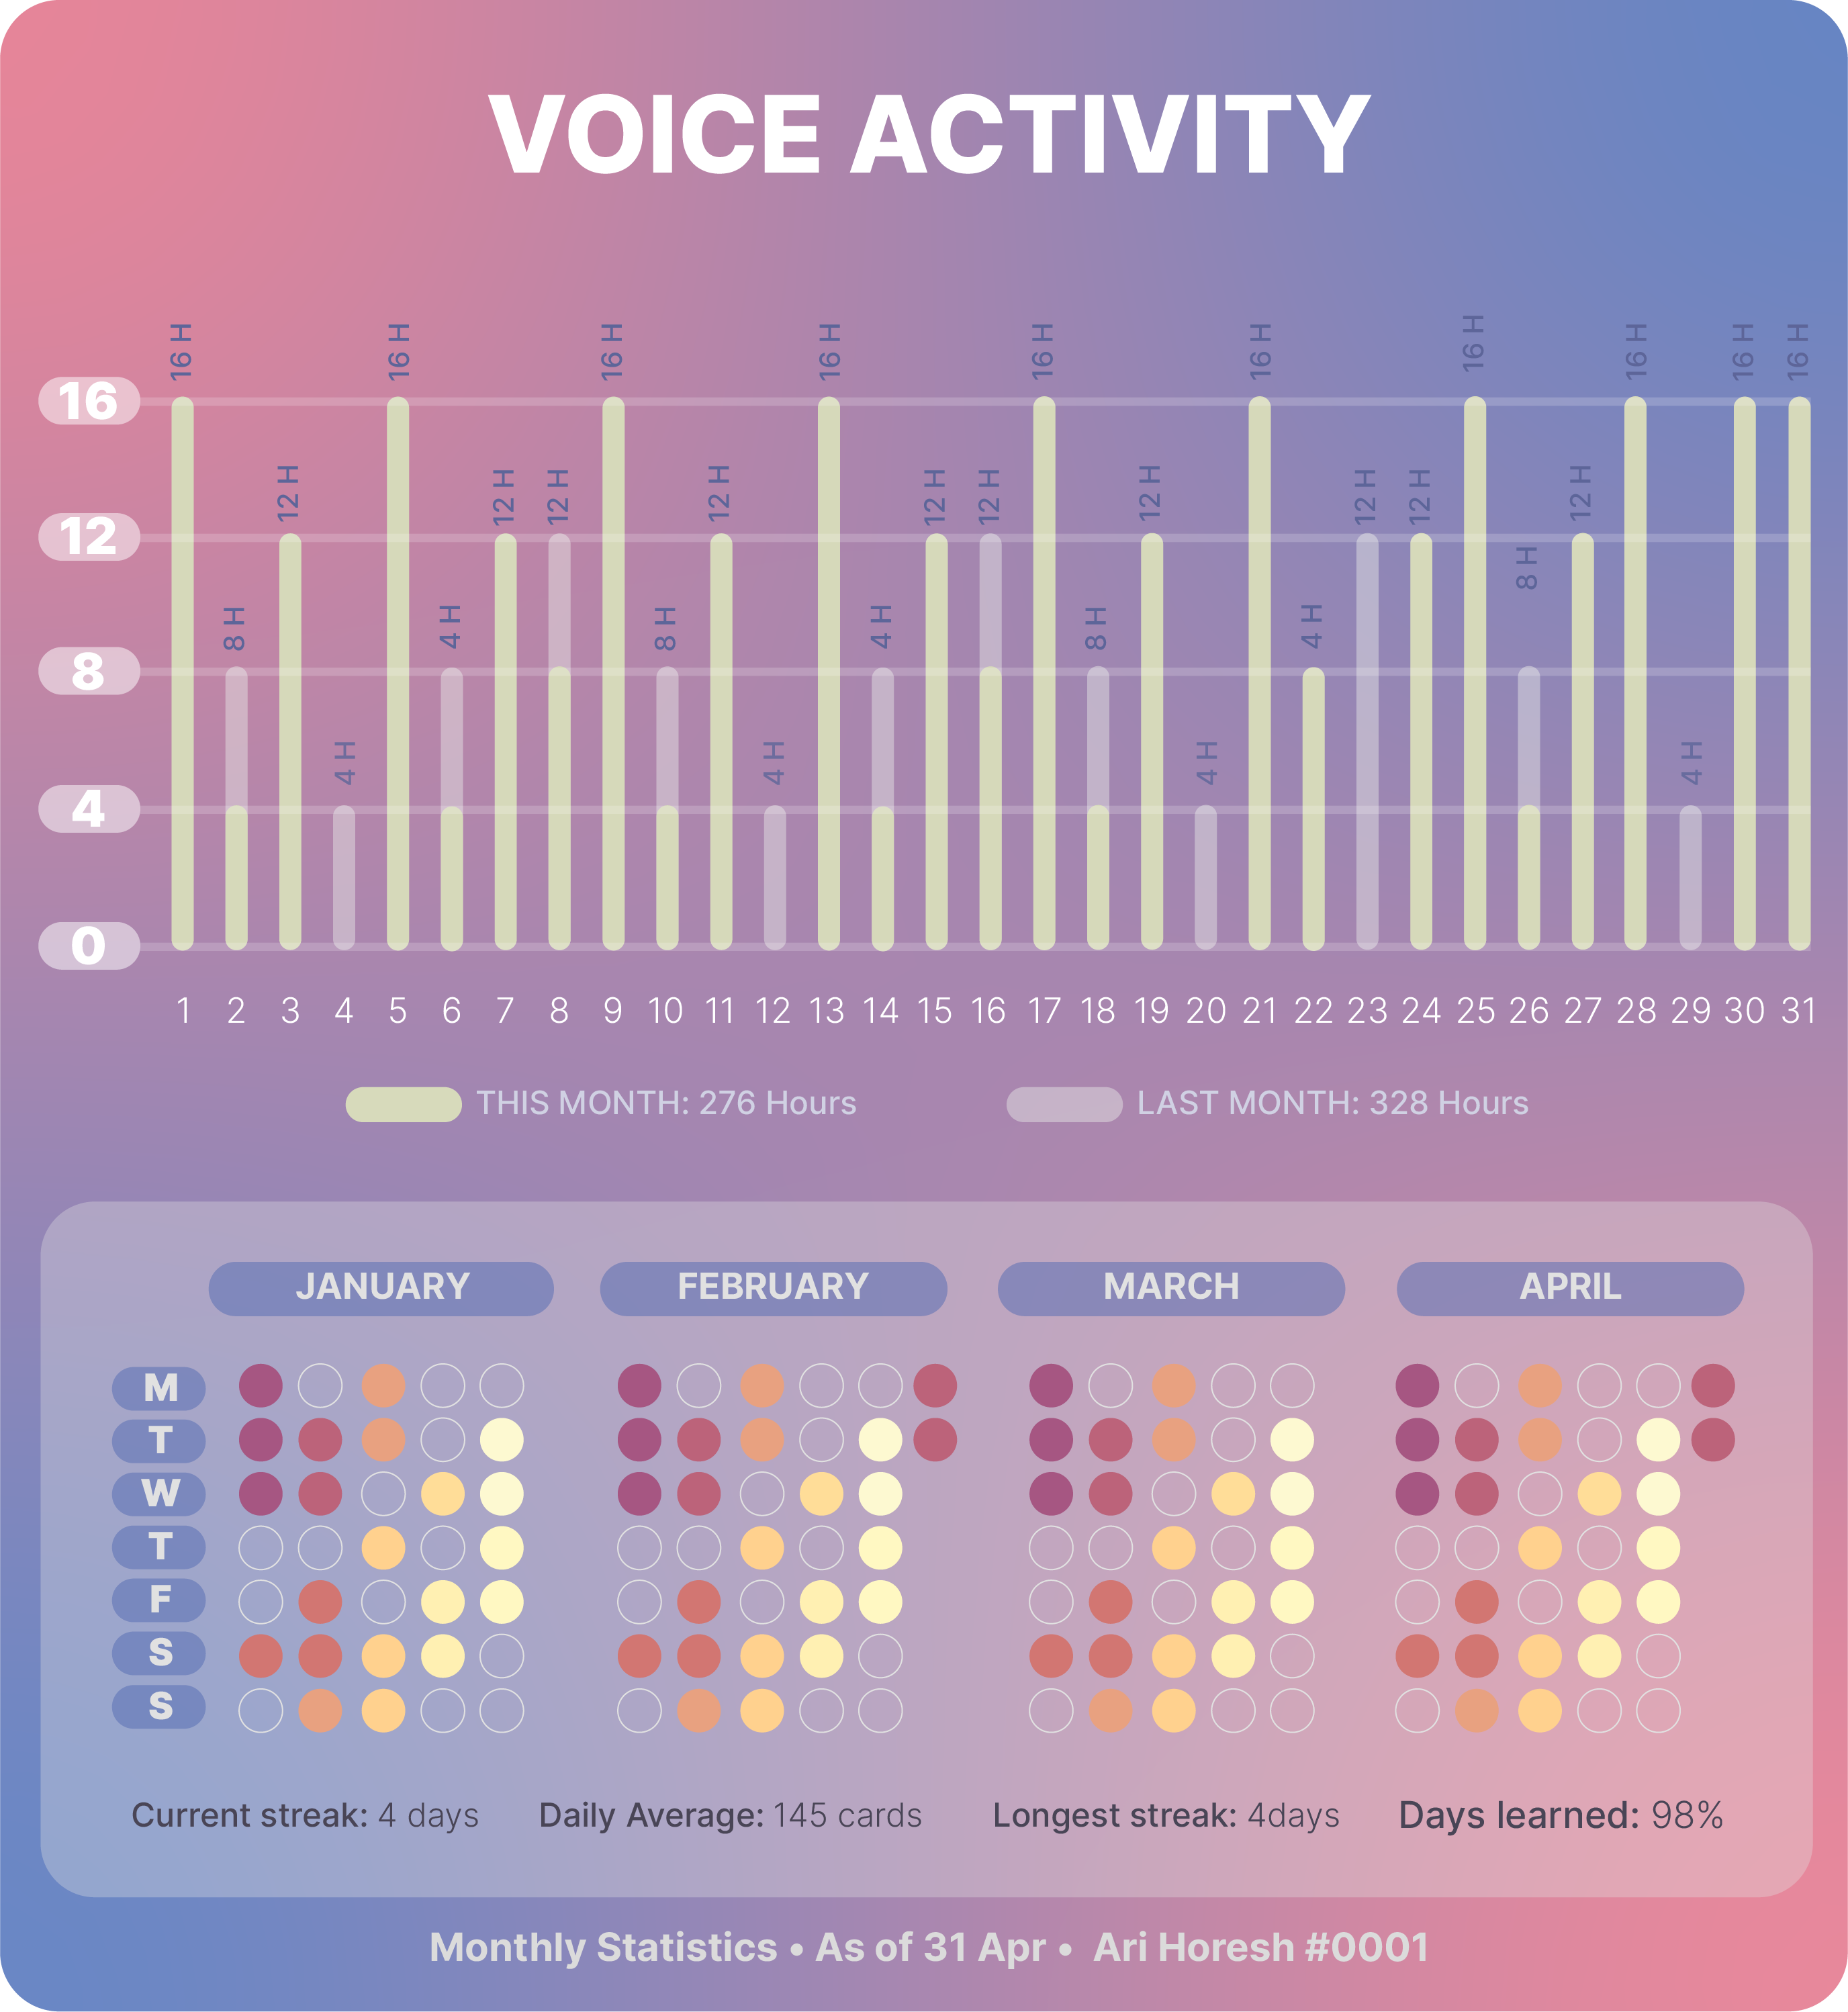 VOICE ACTIVITY
16 H 16 H 16 H 16 H 16 H 16 H 16 H 16 H 16 H 16 H
16
12 H 12 H 12 H 12 H 12 H 12 H 12 H 12 H 12 H 12 H
12
8 H
8 H 4 H 8 H 4 H 8 H 4 H
8
4 H 4 H 4 H 4 H
4
0
1 2 3 4 5 6 7 8 9 10 11 12 13 14 15 16 17 18 19 20 21 22 23 24 25 26 27 28 29 30 31
THIS MONTH: 276 Hours LAST MONTH: 328 Hours
JANUARY FEBRUARY MARCH APRIL
M
T
W
T
F
S
S
Current streak: 4 days Daily Average: 145 cards Longest streak: 4days Days learned: 98%
Monthly Statistics • As of 31 Apr • Ari Horesh #0001